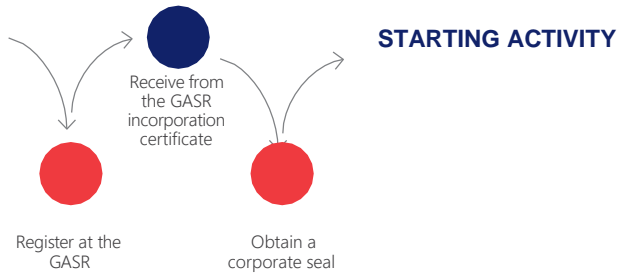 STARTING ACTIVITY
Receive from
the GASR
incorporation
certificate
Register at the
GASR
Obtain a
corporate seal